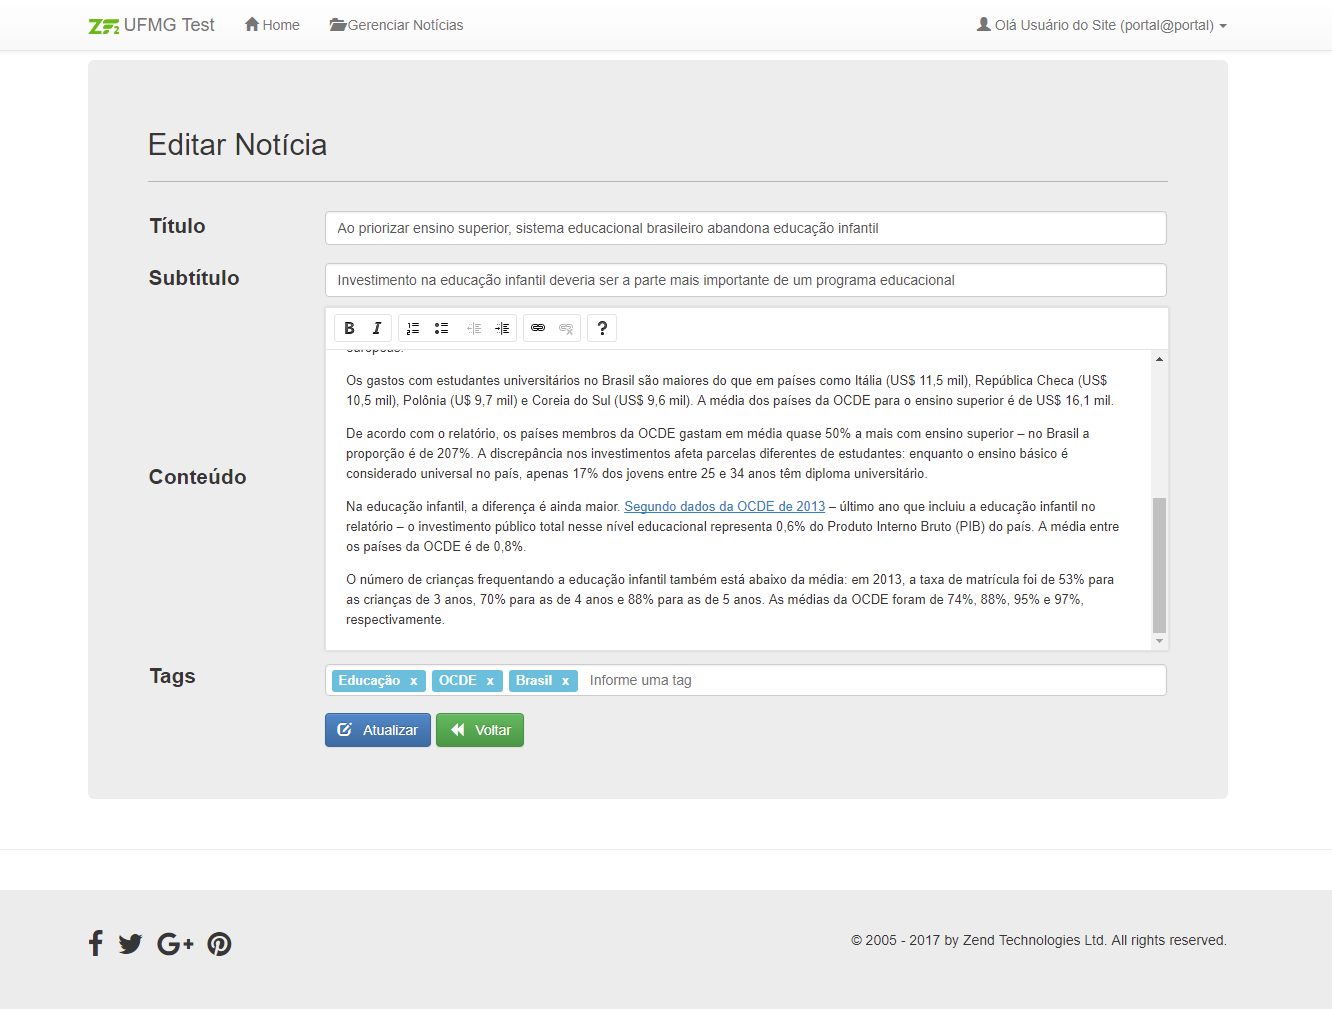 ZF2 UFMG Test Home Gerenciar Notícias Olá Usuário do Site (portal@portal)
Editar Notícia
Título
Ao priorizar ensino superior, sistema educacional brasileiro abandona educação infantil
Subtítulo
Investimento na educação infantil deveria ser a parte mais importante de um programa educacional
B I ?
Os gastos com estudantes universitários no Brasil são maiores do que em países como Itália (US$ 11,5 mil), República Checa (US$
10,5 mil), Polônia (U$ 9,7 mil) e Coreia do Sul (US$ 9,6 mil). A média dos países da OCDE para o ensino superior é de US$ 16,1 mil.
De acordo com o relatório, os países membros da OCDE gastam em média quase 50% a mais com ensino superior – no Brasil a
proporção é de 207%. A discrepância nos investimentos afeta parcelas diferentes de estudantes: enquanto o ensino básico é
considerado universal no país, apenas 17% dos jovens entre 25 e 34 anos têm diploma universitário.
Conteúdo
Na educação infantil, a diferença é ainda maior. Segundo dados da OCDE de 2013 – último ano que incluiu a educação infantil no
relatório – o investimento público total nesse nível educacional representa 0,6% do Produto Interno Bruto (PIB) do país. A média entre
os países da OCDE é de 0,8%.
O número de crianças frequentando a educação infantil também está abaixo da média: em 2013, a taxa de matrícula foi de 53% para
as crianças de 3 anos, 70% para as de 4 anos e 88% para as de 5 anos. As médias da OCDE foram de 74%, 88%, 95% e 97%,
respectivamente.
Tags
Educação x OCDE x Brasil x Informe uma tag
Atualizar Voltar
© 2005 - 2017 by Zend Technologies Ltd. All rights reserved.